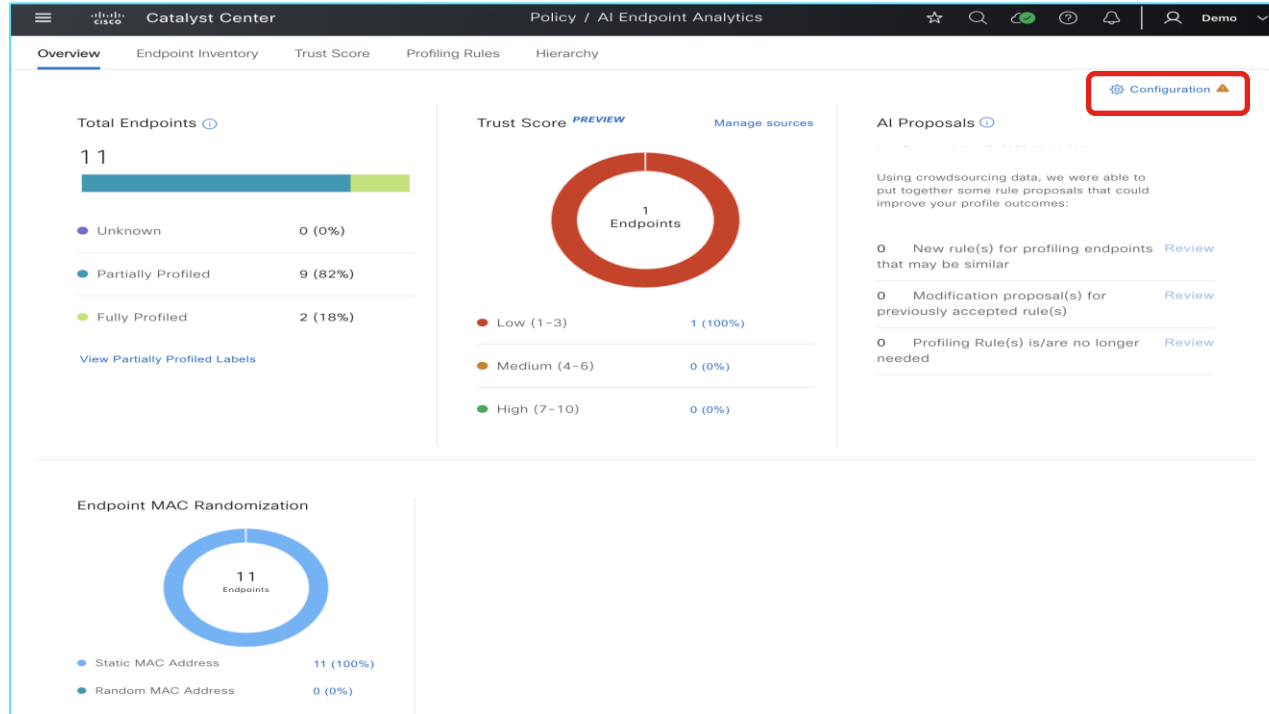 cisco Catalyst Center Policy / AI Endpoint Analytics Demo
Overview Endpoint Inventory Trust Score Profiling Rules Hierarchy
Configuration
Total Endpoints
11
Unknown 0 (0%)
Partially Profiled 9 (82%)
Fully Profiled 2 (18%)
View Partially Profiled Labels
Trust Score PREVIEW Manage sources
1
Endpoints
Low (1-3) 1 (100%)
Medium (4-6) 0 (0%)
High (7-10) 0 (0%)
AI Proposals
Using crowdsourcing data, we were able to
put together some rule proposals that could
improve your profile outcomes:
0 New rule(s) for profiling endpoints Review
that may be similar
0 Modification proposal(s) for Review
previously accepted rule(s)
0 Profiling Rule(s) is/are no longer Review
needed
Endpoint MAC Randomization
11
Endpoints
Static MAC Address 11 (100%)
Random MAC Address 0 (0%)